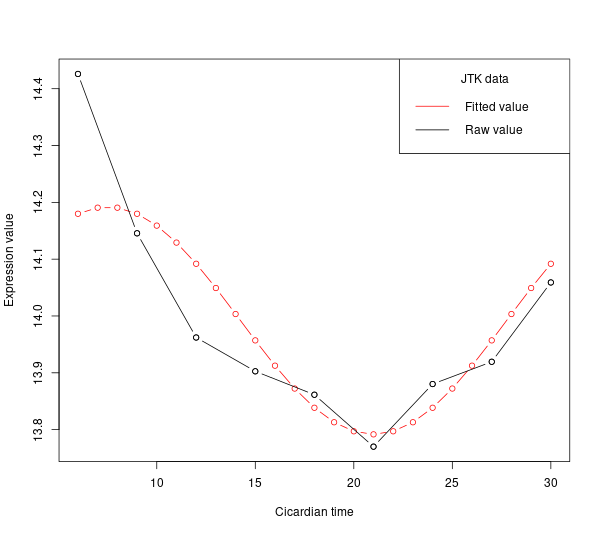 JTK data
Fitted value
Raw value
14.4
14.3
14.2
14.1
14.0
13.9
13.8
Expression value
10 15 20 25 30
Cicardian time